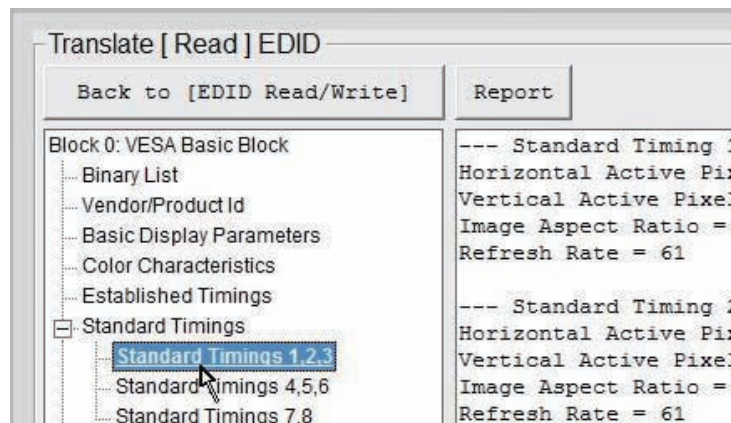 Translate [ Read ] EDID
Back to [EDID Read/Write]
Report
Block 0: VESA Basic Block
Binary List
Vendor/Product Id
Basic Display Parameters
Color Characteristics
Established Timings
Standard Timings
Standard Timings 1,2,3
Standard Timings 4,5,6
Standard Timings 7,8
--- Standard Timing
Horizontal Active
Vertical Active
Image Aspect Ratio =
Refresh Rate = 61
--- Standard Timing
Horizontal Active
Vertical Active
Image Aspect Ratio =
Refresh Rate = 61